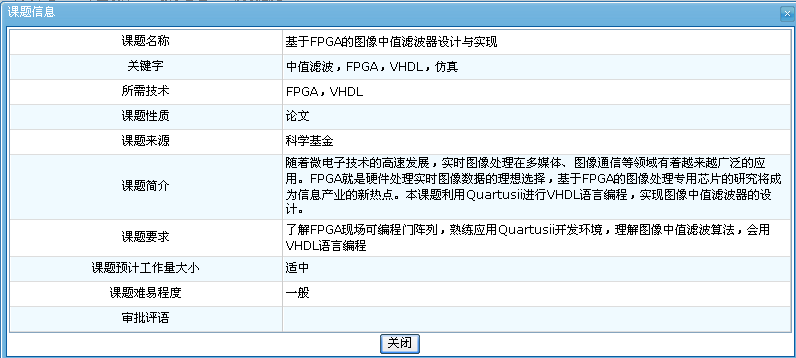 课题信息
课题名称 基于FPGA的图像中值滤波器设计与实现
关键字 中值滤波，FPGA，VHDL，仿真
所需技术 FPGA，VHDL
课题性质 论文
课题来源 科学基金
课题简介 随着微电子技术的高速发展，实时图像处理在多媒体、图像通信等领域有着越来越广泛的应
用。FPGA就是硬件处理实时图像数据的理想选择，基于FPGA的图像处理专用芯片的研究将成
为信息产业的新热点。本课题利用Quartusii进行VHDL语言编程，实现图像中值滤波器的设
计。
课题要求 了解FPGA现场可编程门阵列，熟练应用Quartusii开发环境，理解图像中值滤波算法，会用
VHDL语言编程
课题预计工作量大小 适中
课题难易程度 一般
审批评语
关闭